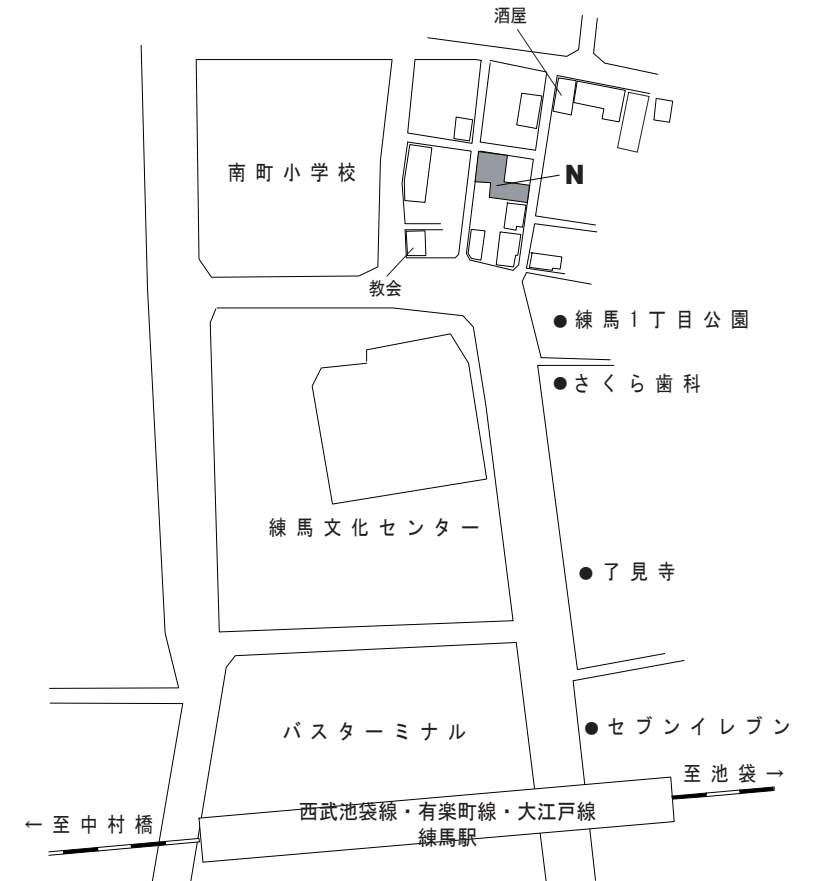 酒屋
南町小学校
N
教会
●練馬1丁目公園
●さくら歯科
練馬文化センター
●了見寺
バスターミナル
●セブンイレブン
至池袋→
←至中村橋
西武池袋線・有楽町線・大江戸線
練馬駅